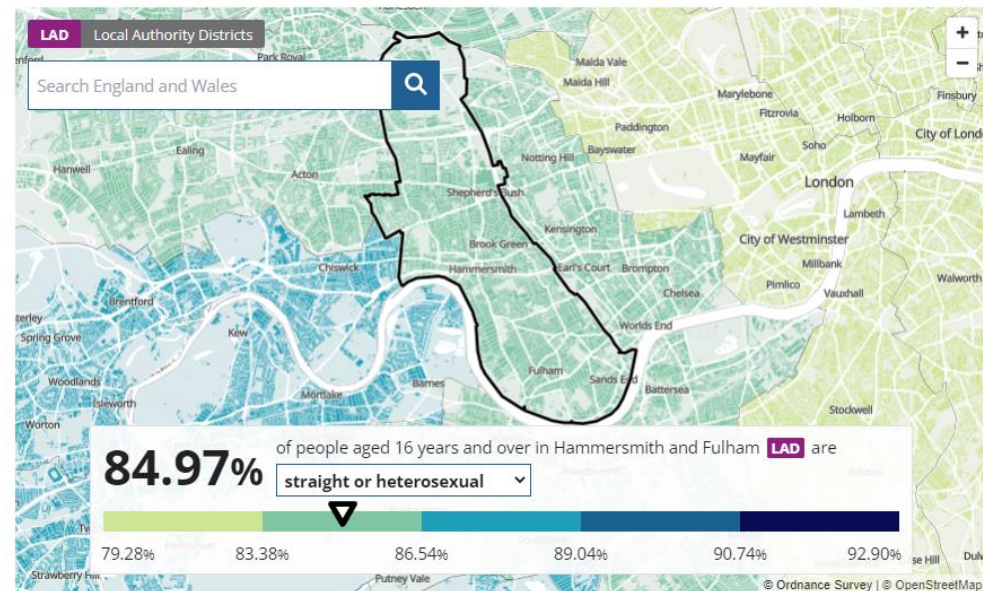 LAD Local Authority Districts
Park Royal
Search England and Wales
Maida Vale
Maida Hill
Marylebone
Finsbury
Fitzrovia
Holborn
Paddington
City of Lond
Soho
Ealing
Bayswater
Notting Hill
Mayfair
Hanwell
Acton
London
Shepherd's Bush
Lambeth
Kensington
City of Westminster
Brook Green
Millbank
Chiswick
Hammersmith
Earl's Court
Brompton
Walworth
Chelsea
Pimlico
Vauxhall
Brentford
Worlds End
Spring Grove
Kew
Fulham
Sands End
Battersea
Woodlands
Barnes
Mortlake
Isleworth
Stockwell
Worton
84.97% of people aged 16 years and over in Hammersmith and Fulham LAD are
straight or heterosexual
79.28% 83.38% 86.54% 89.04% 90.74% 92.90%
Strawberry Hill
Putney Vale
se Hill
Dulw
© Ordnance Survey | © OpenStreetMap